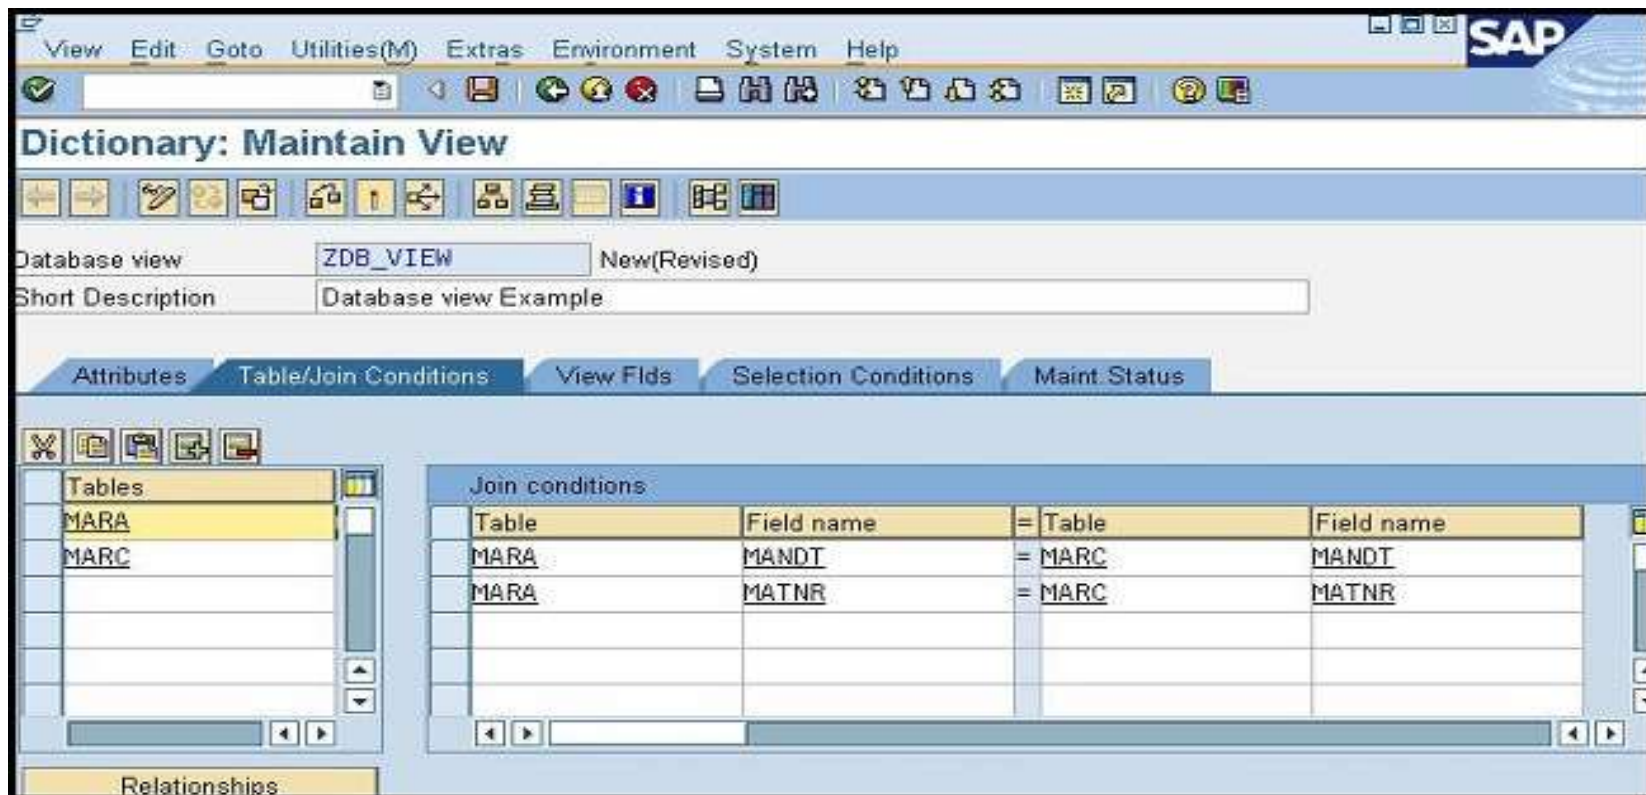 View Edit Goto Utilities(M) Extras Environment System Help
SAP
Dictionary: Maintain View
Database view ZDB_VIEW New(Revised)
Short Description Database view Example
Attributes Table/Join Conditions View Flds Selection Conditions Maint.Status
Tables
MARA
MARC
Join conditions
Table Field name = Table Field name
MARA MANDT = MARC MANDT
MARA MATNR = MARC MATNR
Relationships